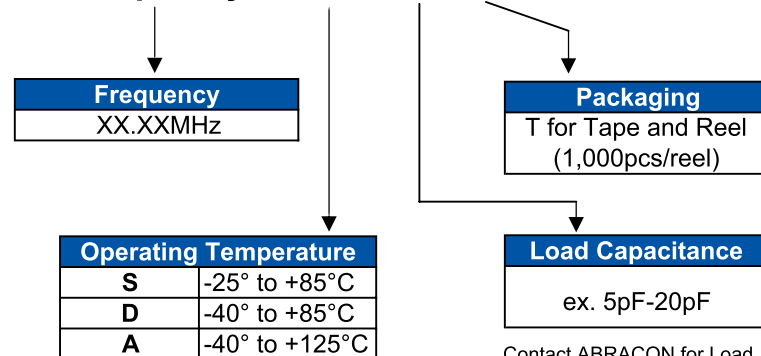 Frequency
XX.XXMHz
Packaging
T for Tape and Reel
(1,000pcs/reel)
Operating Temperature
S -25° to +85°C
D -40° to +85°C
A -40° to +125°C
Load Capacitance
ex. 5pF-20pF
Contact ABRACON for Load